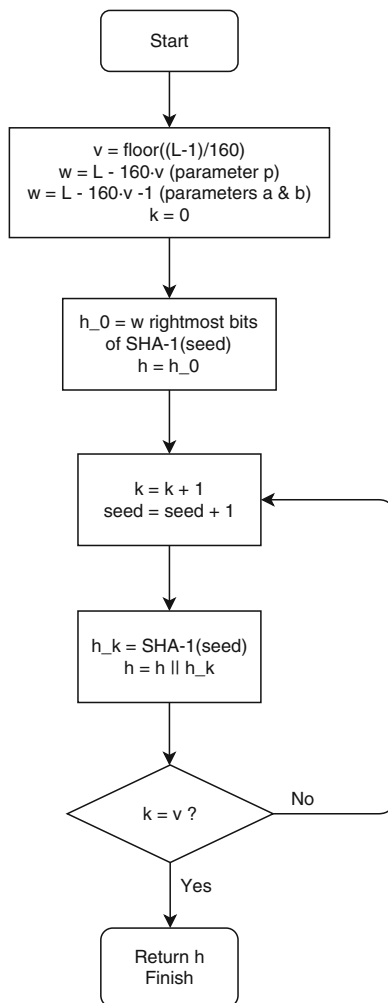 Start
v = floor((L-1)/160)
w = L - 160·v (parameter p)
w = L - 160·v -1 (parameters a & b)
k = 0
h_0 = w rightmost bits
of SHA-1(seed)
h = h_0
k = k + 1
seed = seed + 1
h_k = SHA-1(seed)
h = h || h_k
k = v ?
No
Yes
Return h
Finish